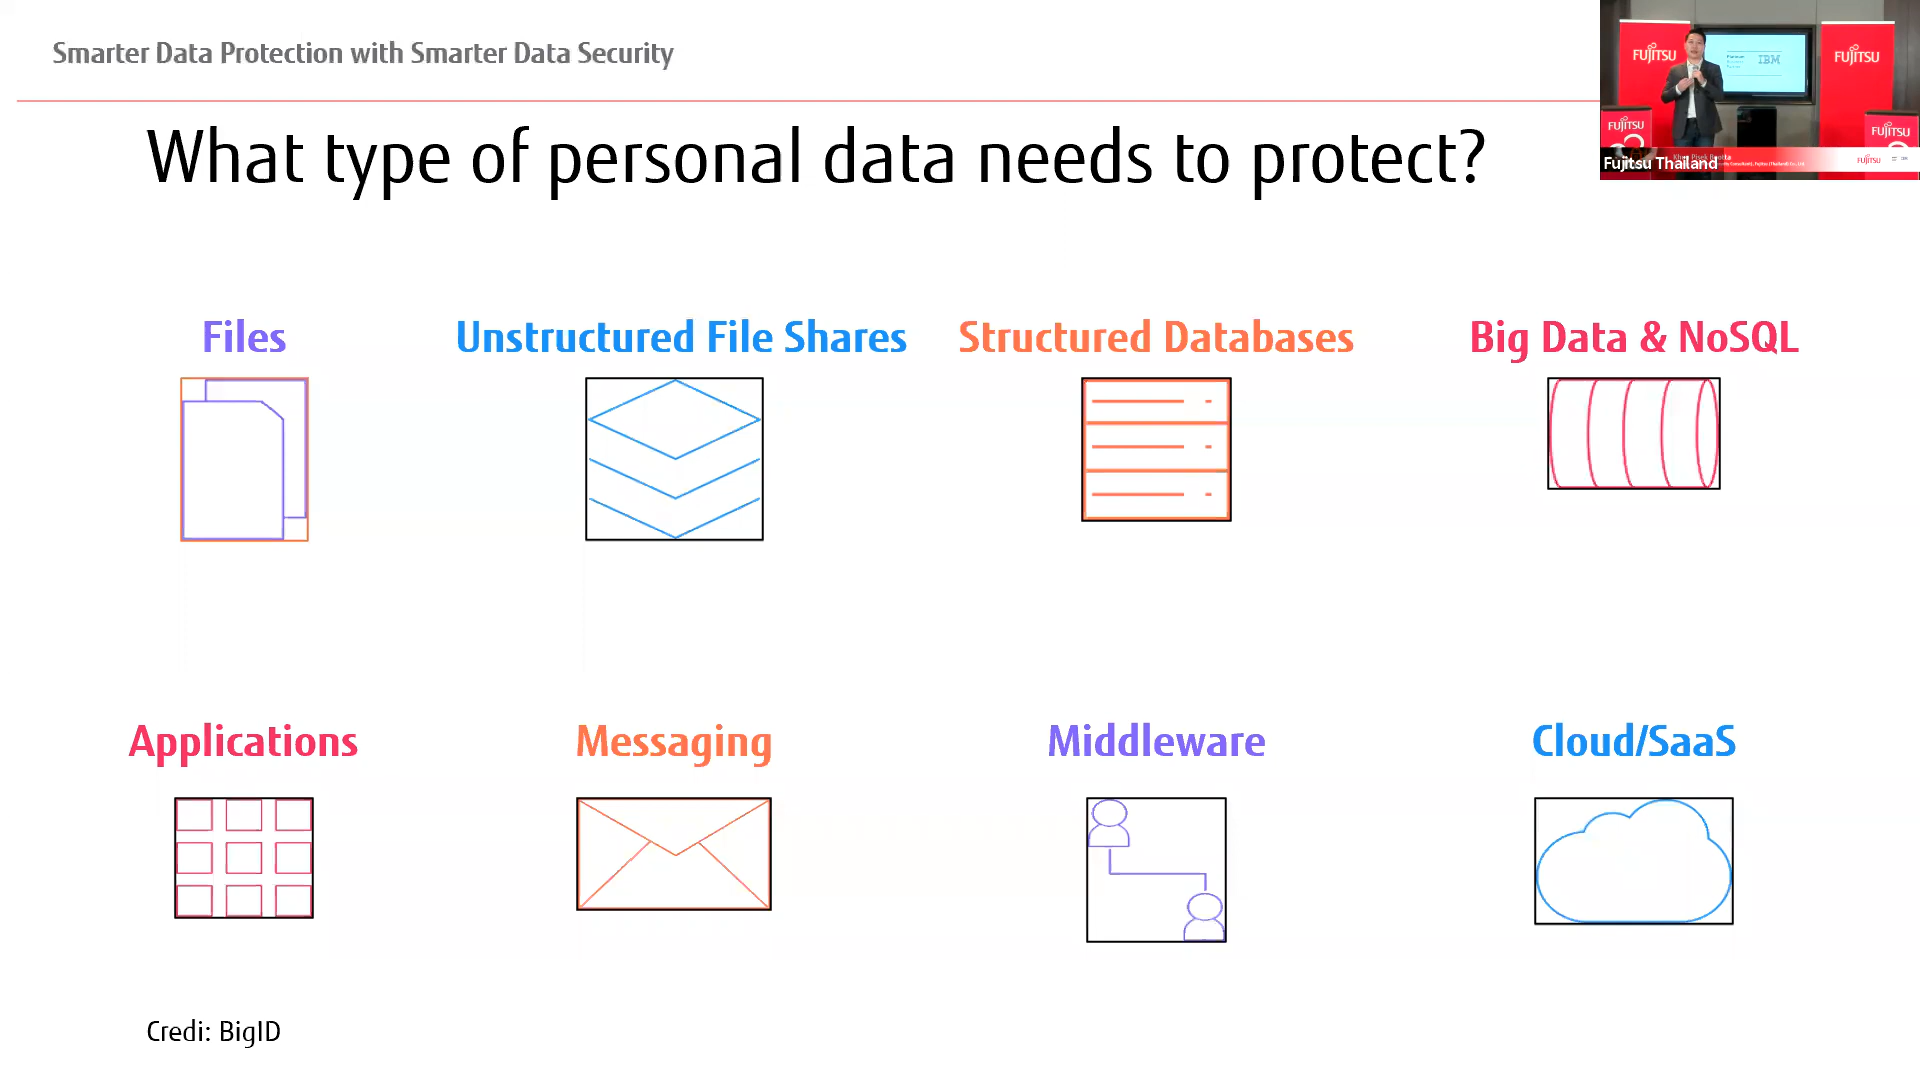 Smarter Data Protection with Smarter Data Security
FUJITSU
IBM
FUJITSU
FUJITSU
FUJITSU
Fujitsu Thailand
FUJITSU
What type of personal data needs to protect?
Files
Unstructured File Shares
Structured Databases
Big Data & NoSQL
Applications
Messaging
Middleware
Cloud/SaaS
Credi: BigID